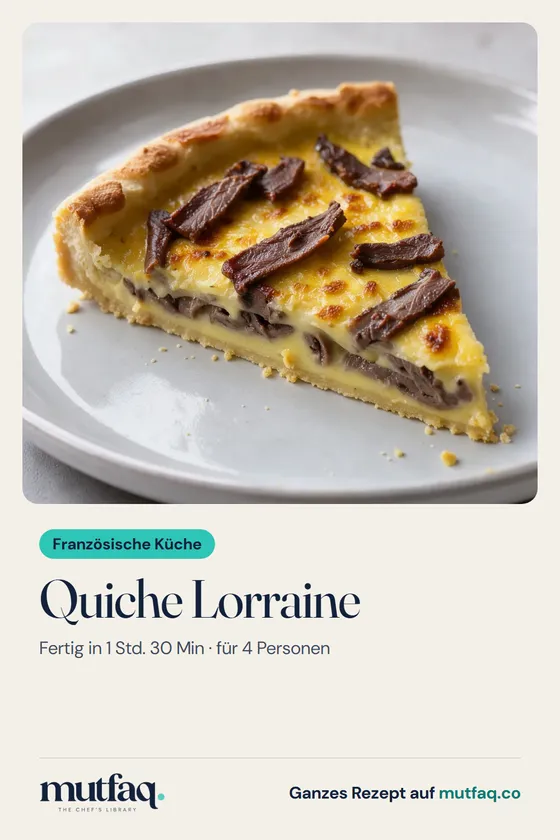 Französische Küche
Quiche Lorraine
Fertig in 1 Std. 30 Min · für 4 Personen
mutfaq.
THE CHEF'S LIBRARY
Ganzes Rezept auf mutfaq.co